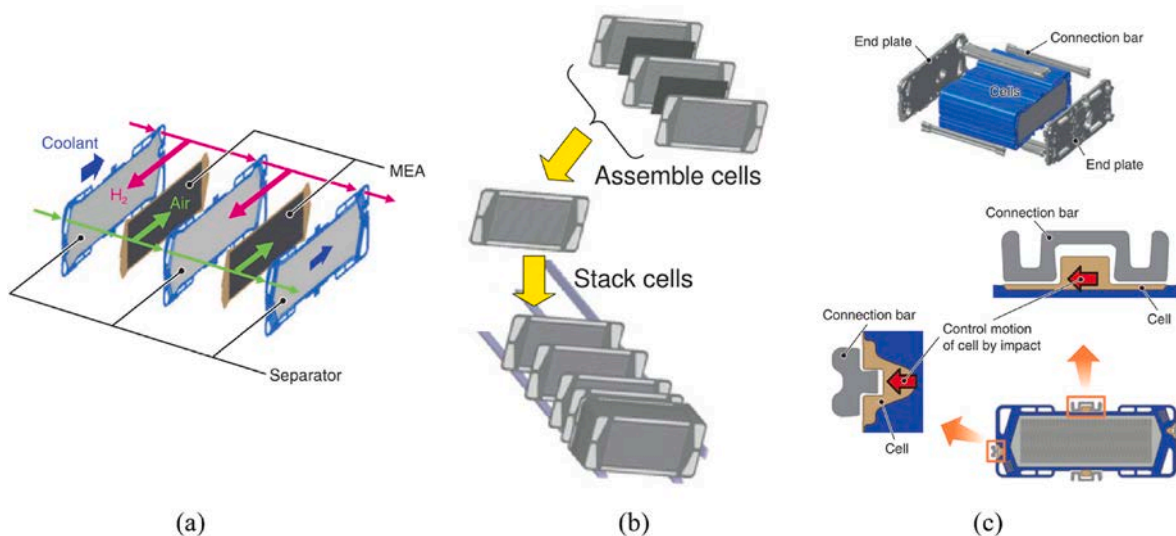 Coolant
H₂
Air
MEA
Separator
(a)
Assemble cells
Stack cells
(b)
End plate
Connection bar
Cells
End plate
Connection bar
Cell
Connection bar
Control motion
of cell by impact
Cell
Cell
(c)